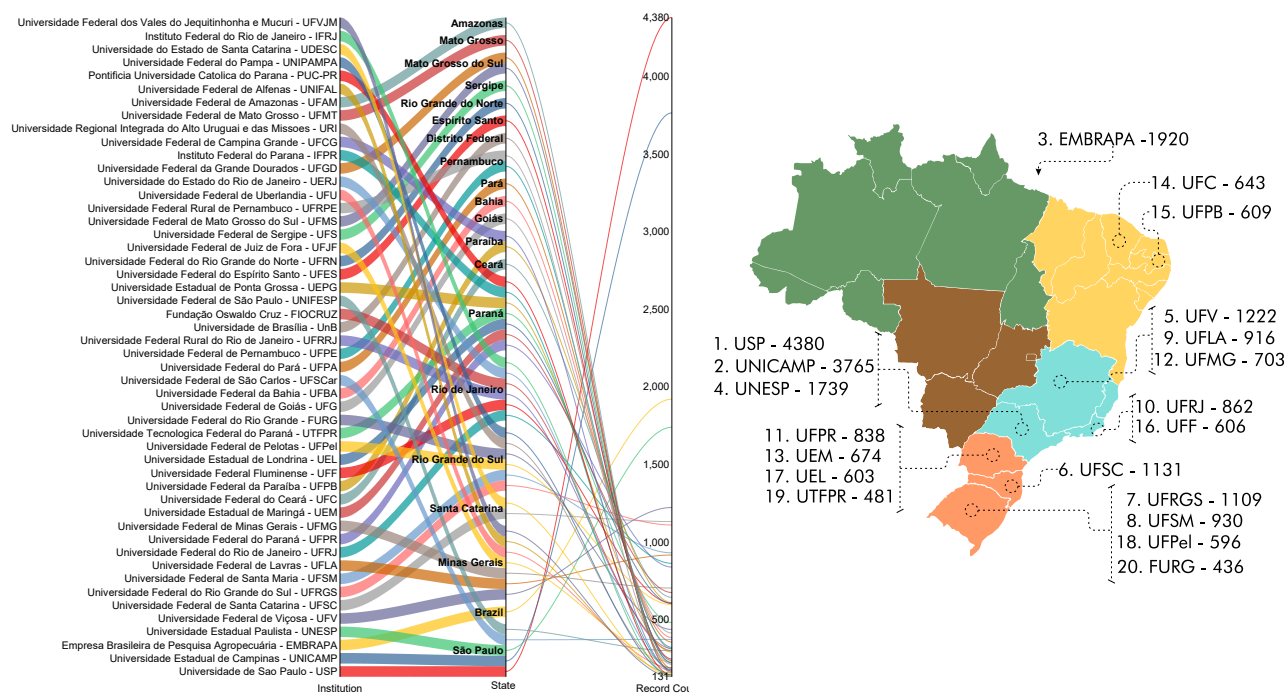 Universidade Federal dos Vales do Jequitinhonha e Mucuri - UFVJM
Instituto Federal do Rio de Janeiro - IFRJ
Universidade do Estado de Santa Catarina - UDESC
Universidade Federal do Pampa - UNIPAMPA
Pontificia Universidade Catolica do Parana - PUC-PR
Universidade Federal de Alfenas - UNIFAL
Universidade Federal de Amazonas - UFAM
Universidade Federal de Mato Grosso - UFMT
Universidade Regional Integrada do Alto Uruguai e das Missoes - URI
Universidade Federal de Campina Grande - UFCG
Instituto Federal do Parana - IFPR
Universidade Federal da Grande Dourados - UFGD
Universidade do Estado do Rio de Janeiro - UERJ
Universidade Federal de Uberlandia - UFU
Universidade Federal Rural de Pernambuco - UFRPE
Universidade Federal de Mato Grosso do Sul - UFMS
Universidade Federal de Sergipe - UFS
Universidade Federal de Juiz de Fora - UFJF
Universidade Federal do Rio Grande do Norte - UFRN
Universidade Federal do Espírito Santo - UFES
Universidade Estadual de Ponta Grossa - UEPG
Universidade Federal de São Paulo - UNIFESP
Fundação Oswaldo Cruz - FIOCRUZ
Universidade de Brasília - UnB
Universidade Federal Rural do Rio de Janeiro - UFRRJ
Universidade Federal de Pernambuco - UFPE
Universidade Federal do Pará - UFPA
Universidade Federal de São Carlos - UFSCar
Universidade Federal da Bahia - UFBA
Universidade Federal de Goiás - UFG
Universidade Federal do Rio Grande - FURG
Universidade Tecnologica Federal do Paraná - UTFPR
Universidade Federal de Pelotas - UFPel
Universidade Estadual de Londrina - UEL
Universidade Federal Fluminense - UFF
Universidade Federal da Paraíba - UFPB
Universidade Federal do Ceará - UFC
Universidade Estadual de Maringá - UEM
Universidade Federal de Minas Gerais - UFMG
Universidade Federal do Paraná - UFPR
Universidade Federal do Rio de Janeiro - UFRJ
Universidade Federal de Lavras - UFLA
Universidade Federal de Santa Maria - UFSM
Universidade Federal do Rio Grande do Sul - UFRGS
Universidade Federal de Santa Catarina - UFSC
Universidade Federal de Viçosa - UFV
Universidade Estadual Paulista - UNESP
Empresa Brasileira de Pesquisa Agropecuária - EMBRAPA
Universidade Estadual de Campinas - UNICAMP
Universidade de Sao Paulo - USP
Institution
Amazonas
Mato Grosso
Mato Grosso do Sul
Sergipe
Rio Grande do Norte
Espírito Santo
Distrito Federal
Pernambuco
Pará
Bahia
Goiás
Paraíba
Ceará
Paraná
Rio de Janeiro
Rio Grande do Sul
Santa Catarina
Minas Gerais
Brazil
São Paulo
State
4,380
4,000
3,500
3,000
2,500
2,000
1,500
1,000
500
131
Record Cou
3. EMBRAPA -1920
14. UFC - 643
15. UFPB - 609
5. UFV - 1222
9. UFLA - 916
12. UFMG - 703
1. USP - 4380
2. UNICAMP - 3765
4. UNESP - 1739
10. UFRJ - 862
16. UFF - 606
11. UFPR - 838
13. UEM - 674
17. UEL - 603
19. UTFPR - 481
6. UFSC - 1131
7. UFRGS - 1109
8. UFSM - 930
18. UFPel - 596
20. FURG - 436